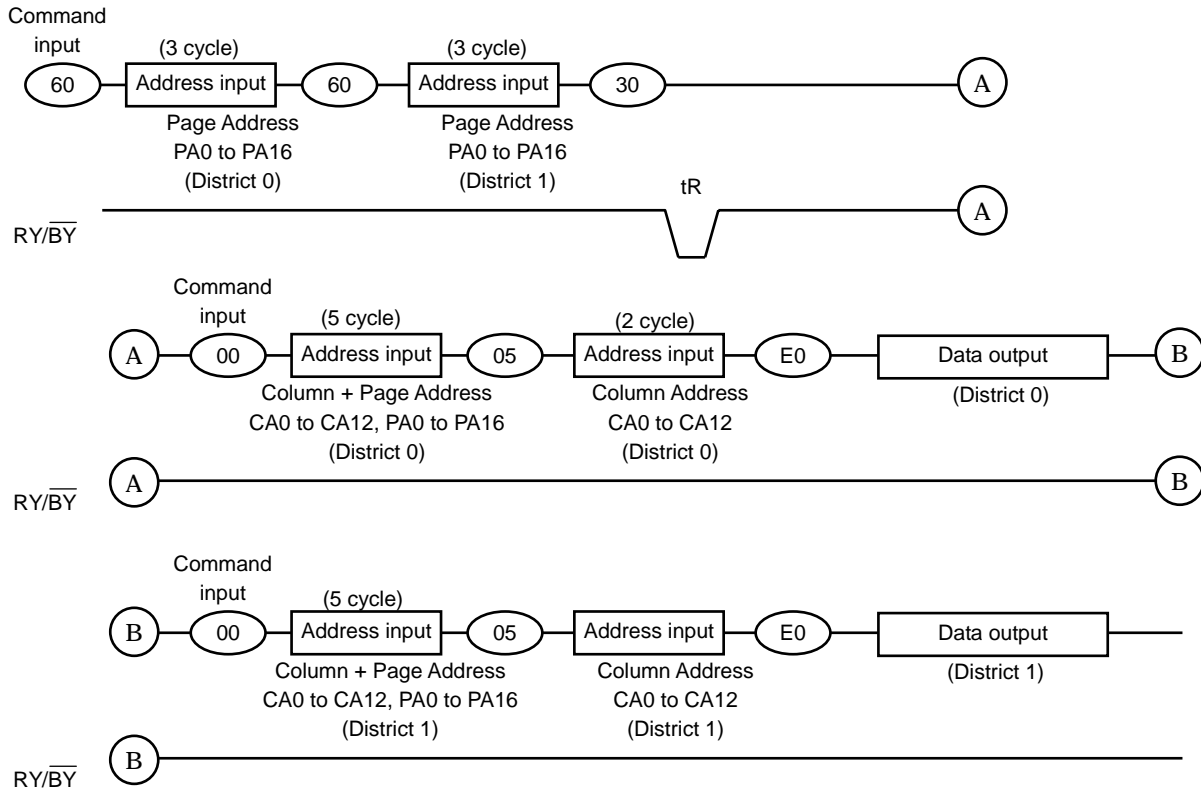 Command
input
(3 cycle) (3 cycle)
60 Address input 60 Address input 30 A
Page Address Page Address
PA0 to PA16 PA0 to PA16
(District 0) (District 1)
tR
A
RY/BY
Command
input
(5 cycle) (2 cycle)
A 00 Address input 05 Address input E0 Data output B
Column + Page Address Column Address (District 0)
CA0 to CA12, PA0 to PA16 CA0 to CA12
(District 0) (District 0)
A B
RY/BY
Command
input
(5 cycle)
B 00 Address input 05 Address input E0 Data output
Column + Page Address Column Address (District 1)
CA0 to CA12, PA0 to PA16 CA0 to CA12
(District 1) (District 1)
B
RY/BY